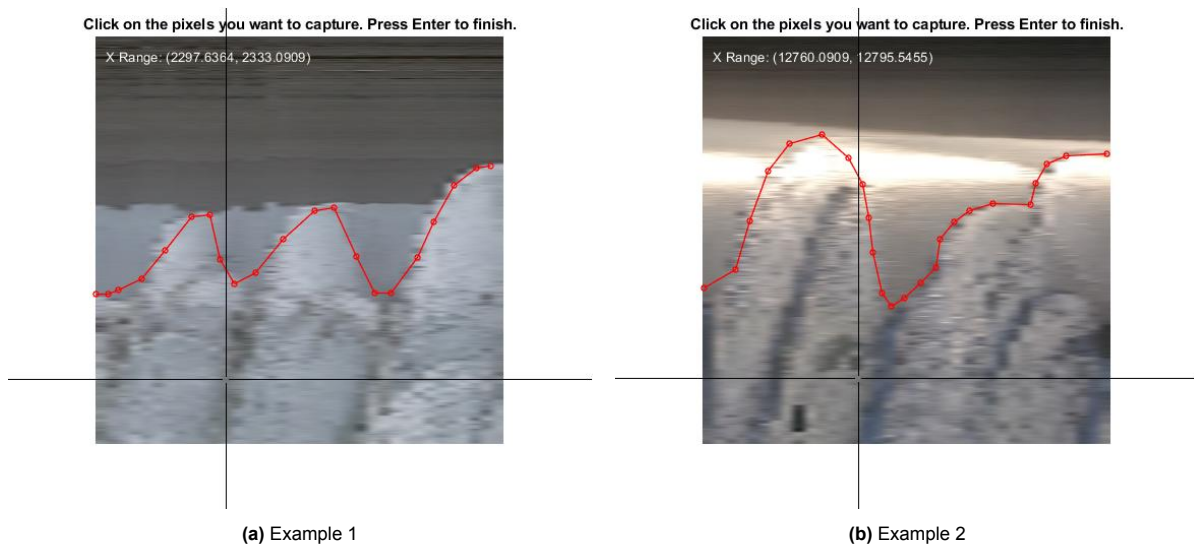 Click on the pixels you want to capture. Press Enter to finish.
X Range: (2297.6364, 2333.0909)
(a) Example 1
Click on the pixels you want to capture. Press Enter to finish.
X Range: (12760.0909, 12795.5455)
(b) Example 2